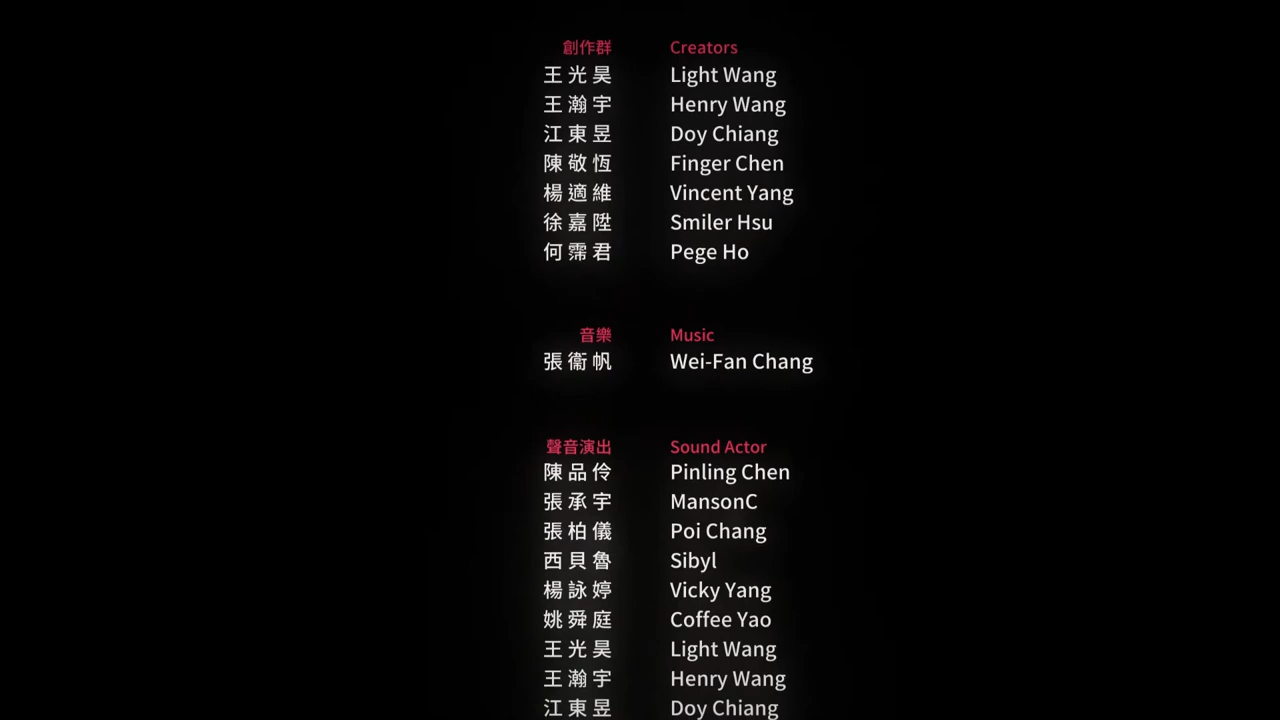 創作群 Creators
王光昊 Light Wang
王瀚宇 Henry Wang
江東昱 Doy Chiang
陳敬恆 Finger Chen
楊適維 Vincent Yang
徐嘉陞 Smiler Hsu
何霈君 Pege Ho
音樂 Music
張衞帆 Wei-Fan Chang
聲音演出 Sound Actor
陳品伶 Pinling Chen
張承宇 MansonC
張柏儀 Poi Chang
西貝魯 Sibyl
楊詠婷 Vicky Yang
姚舜庭 Coffee Yao
王光昊 Light Wang
王瀚宇 Henry Wang
江東昱 Doy Chiang